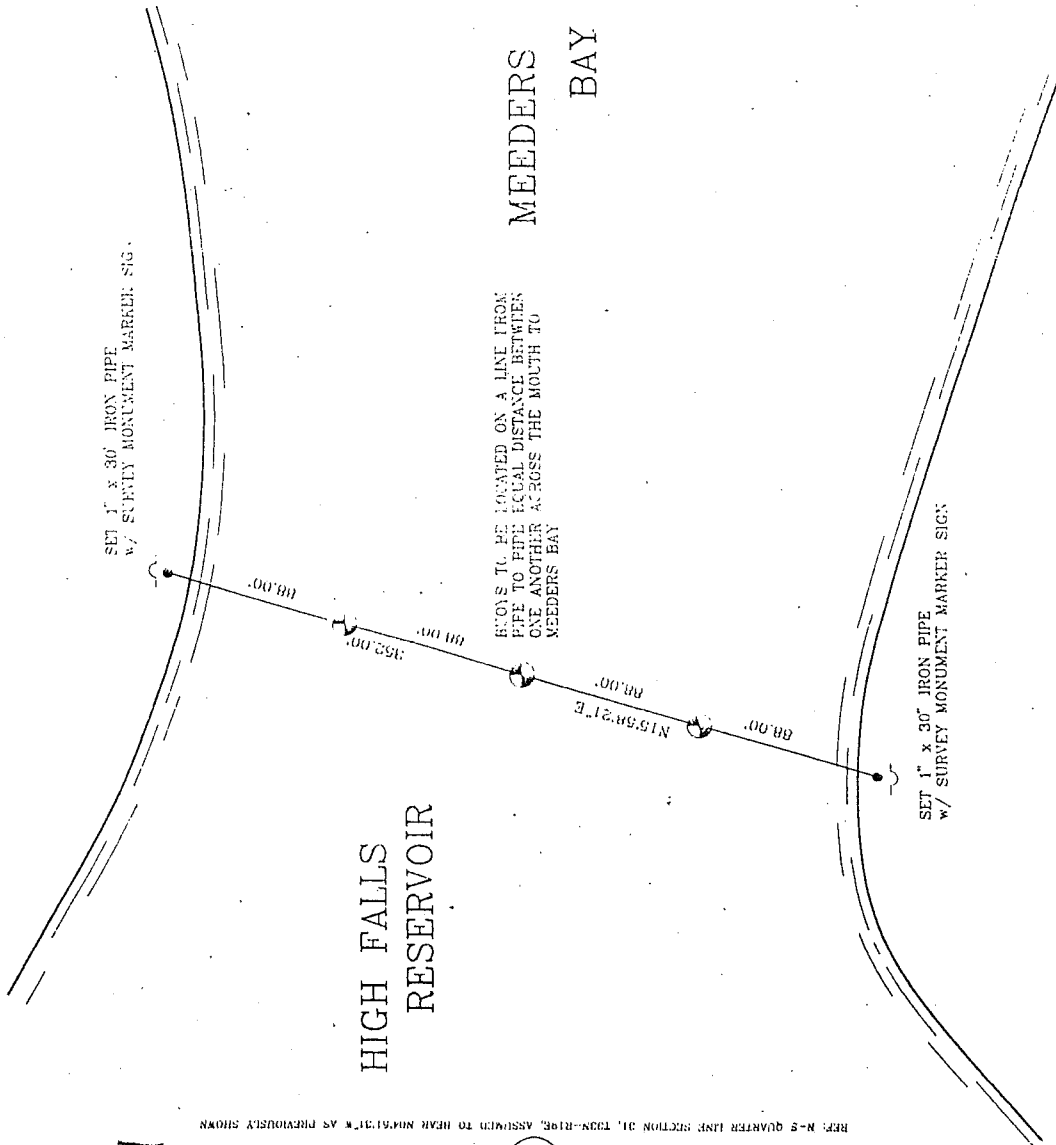 SET 1" x 30" IRON PIPE
w/ SURVEY MONUMENT MARKER SIG
MEEDERS
BAY
BUOYS TO BE LOCATED ON A LINE FROM
PIPE TO PIPE EQUAL DISTANCE BETWEEN
ONE ANOTHER ACROSS THE MOUTH TO
MEEDERS BAY
88.00'
352.00'
88.00'
88.00'
N15°58'21"E
88.00'
HIGH FALLS
RESERVOIR
SET 1" x 30" IRON PIPE
w/ SURVEY MONUMENT MARKER SIGN
REF: N-S QUARTER LINE SECTION 31, T33N-R19E, ASSUMED TO BEAR AS PREVIOUSLY SHOWN